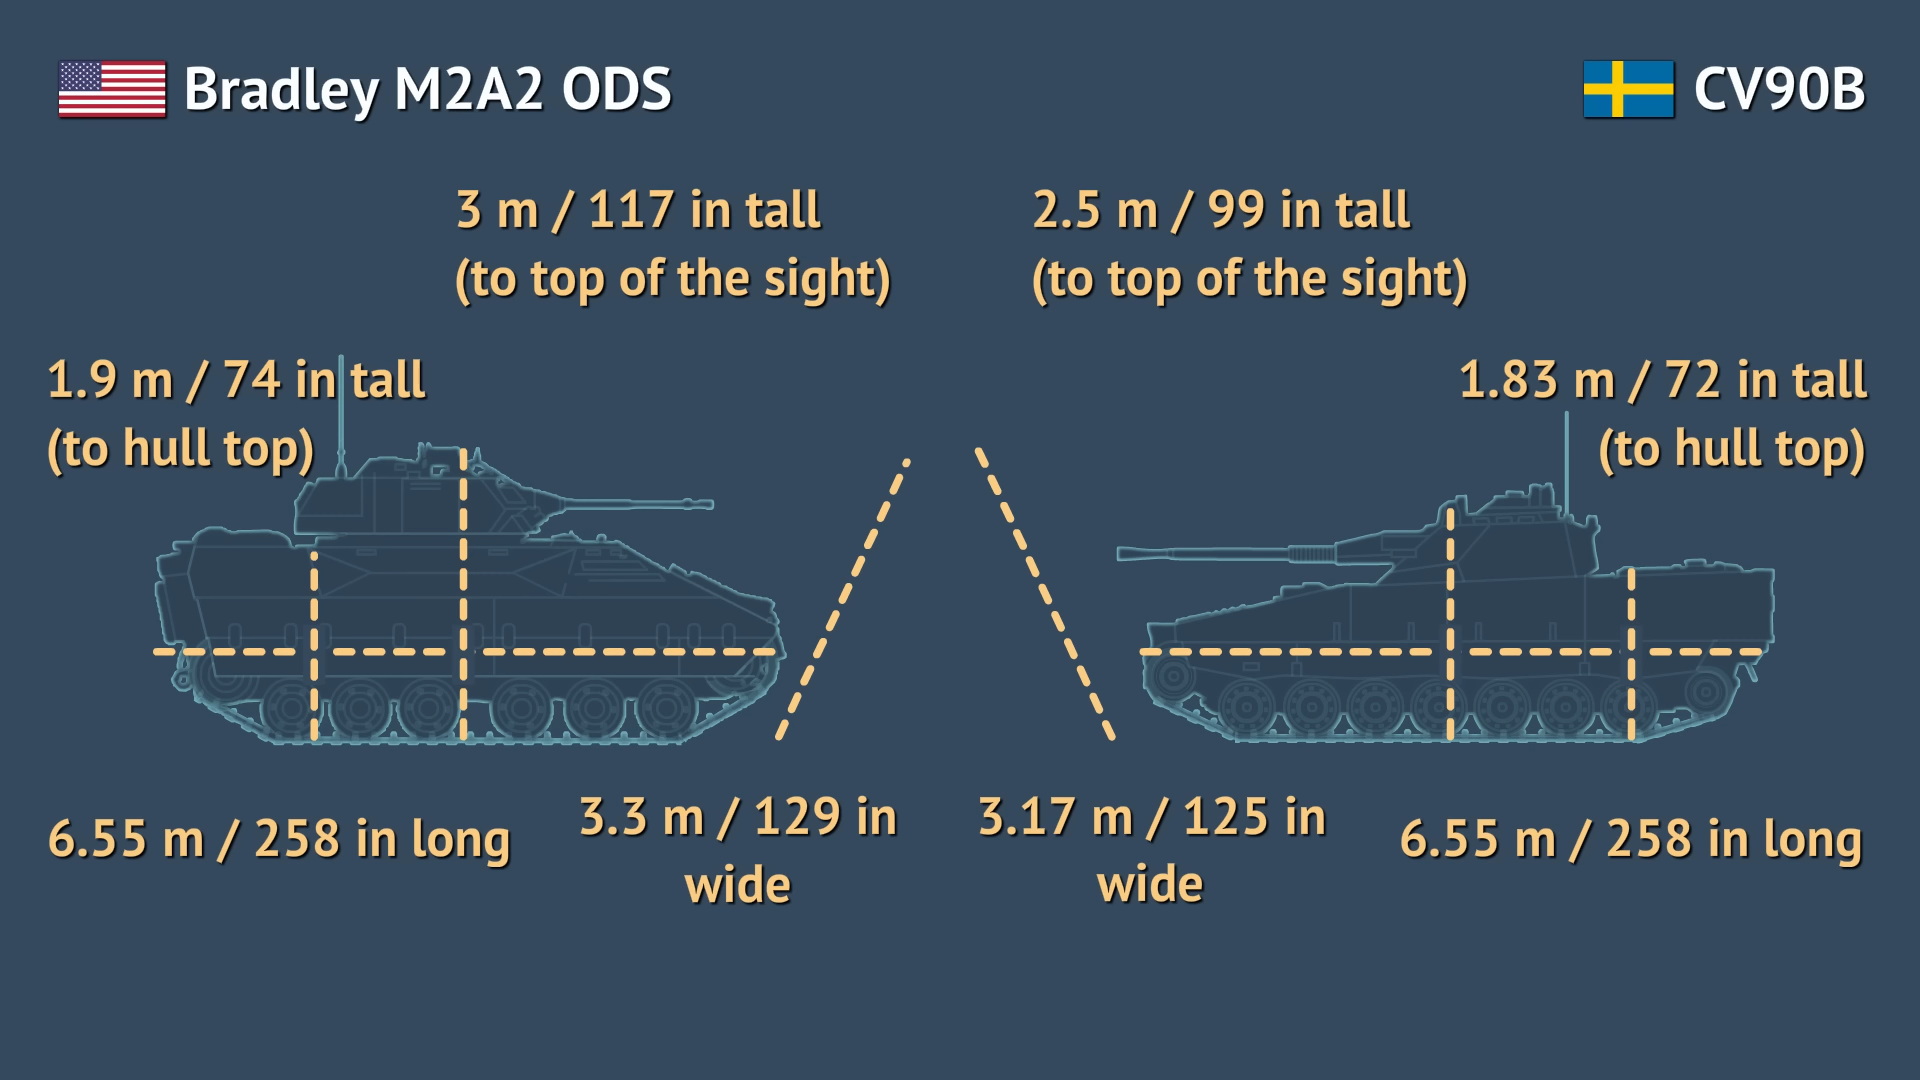 Bradley M2A2 ODS
CV90B
3 m / 117 in tall
(to top of the sight)
2.5 m / 99 in tall
(to top of the sight)
1.9 m / 74 in tall
(to hull top)
1.83 m / 72 in tall
(to hull top)
6.55 m / 258 in long
3.3 m / 129 in
wide
3.17 m / 125 in
wide
6.55 m / 258 in long